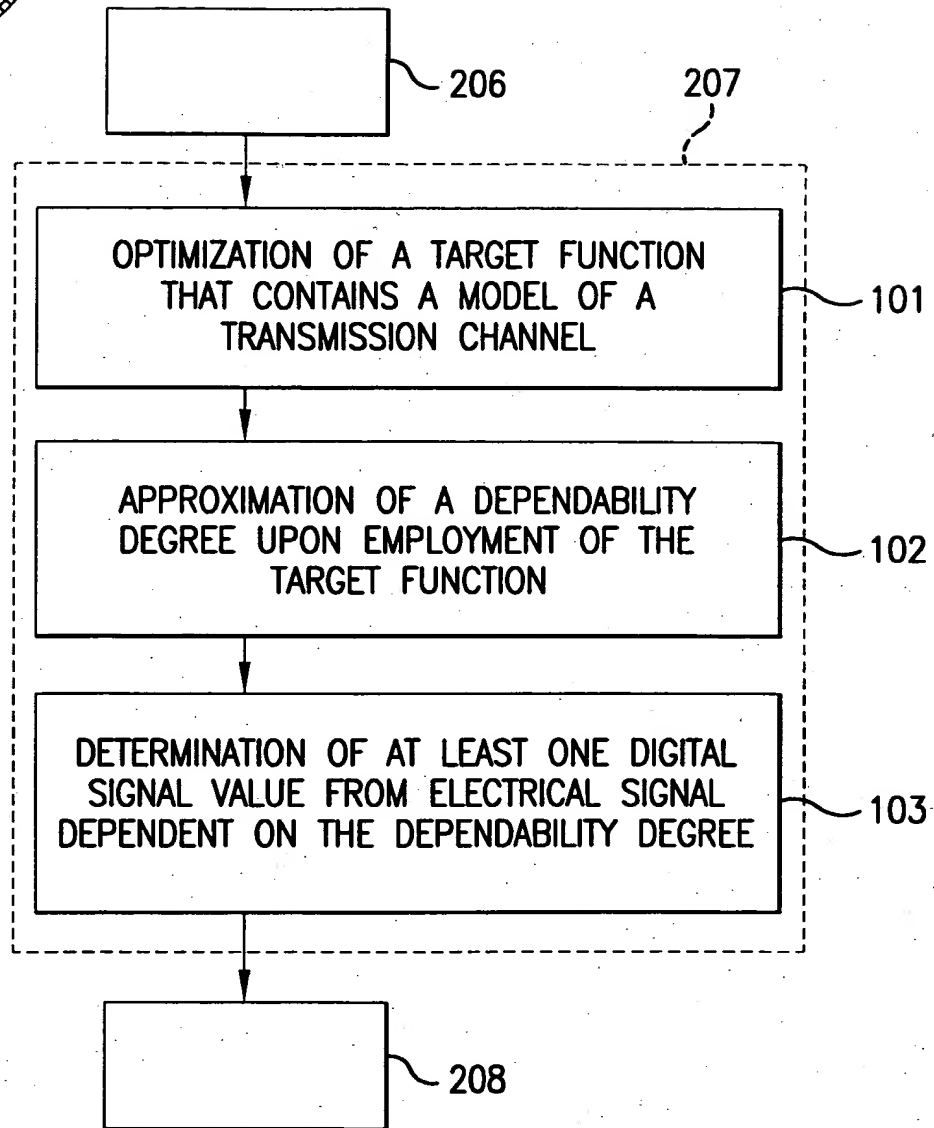 206
207
OPTIMIZATION OF A TARGET FUNCTION
THAT CONTAINS A MODEL OF A
TRANSMISSION CHANNEL
101
APPROXIMATION OF A DEPENDABILITY
DEGREE UPON EMPLOYMENT OF THE
TARGET FUNCTION
102
DETERMINATION OF AT LEAST ONE DIGITAL
SIGNAL VALUE FROM ELECTRICAL SIGNAL
DEPENDENT ON THE DEPENDABILITY DEGREE
103
208